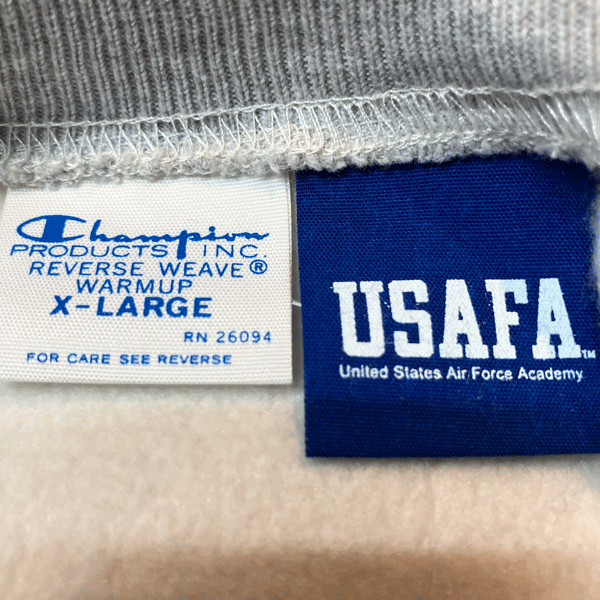 Champion
PRODUCTS INC.
REVERSE WEAVE®
WARMUP
X-LARGE
RN 26094
FOR CARE SEE REVERSE
USAFA™
United States Air Force Academy